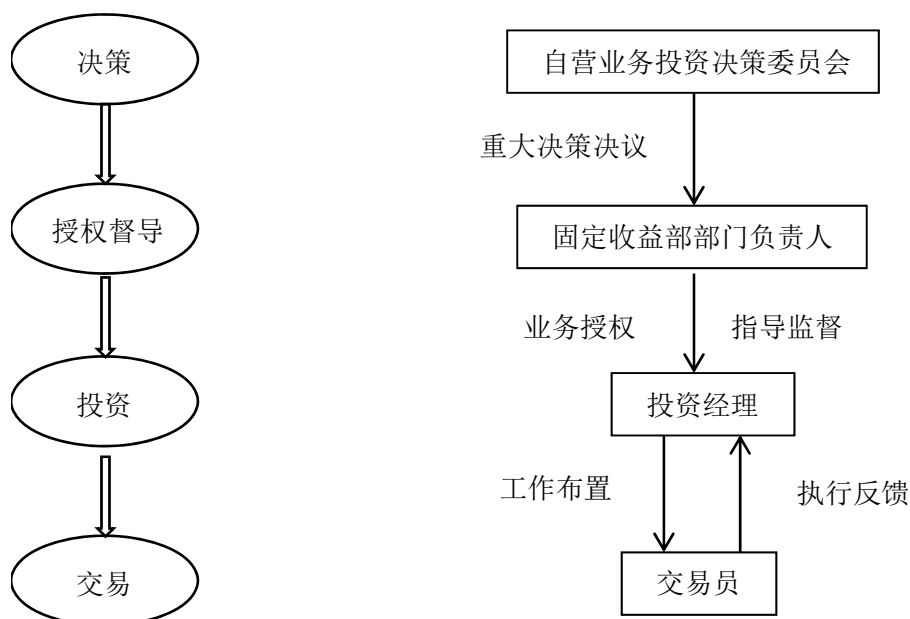 决策
自营业务投资决策委员会
重大决策决议
授权督导
固定收益部部门负责人
业务授权
指导监督
投资
投资经理
工作布置
执行反馈
交易
交易员